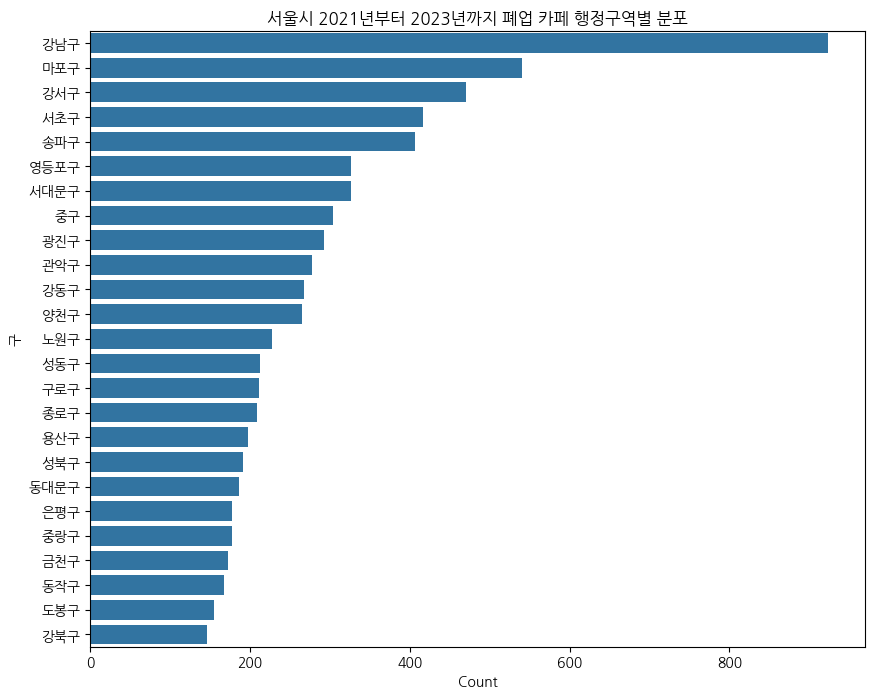 서울시 2021년부터 2023년까지 폐업 카페 행정구역별 분포
강남구
마포구
강서구
서초구
송파구
영등포구
서대문구
중구
광진구
관악구
강동구
양천구
노원구
성동구
구로구
종로구
용산구
성북구
동대문구
은평구
중랑구
금천구
동작구
도봉구
강북구
구
0 200 400 600 800
Count